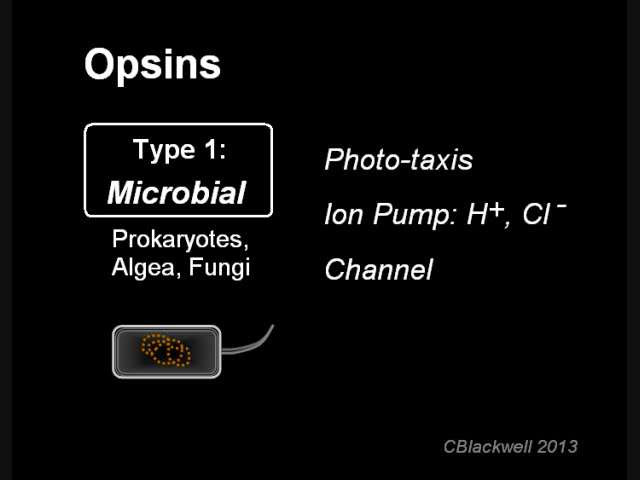 Opsins
Type 1:
Microbial
Prokaryotes,
Algea, Fungi
Photo-taxis
Ion Pump: H+, Cl -
Channel
CBlackwell 2013